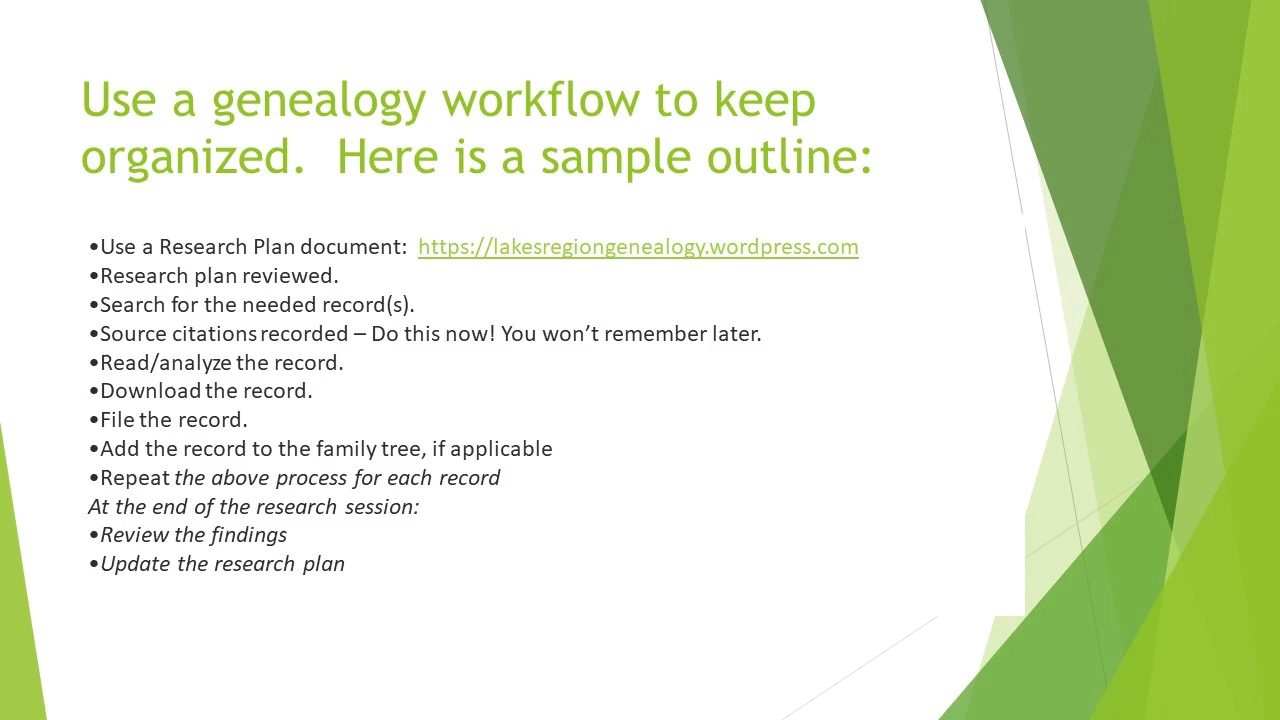 Use a genealogy workflow to keep
organized.  Here is a sample outline:
•Use a Research Plan document:  https://lakesregiongenealogy.wordpress.com
•Research plan reviewed.
•Search for the needed record(s).
•Source citations recorded – Do this now! You won’t remember later.
•Read/analyze the record.
•Download the record.
•File the record.
•Add the record to the family tree, if applicable
•Repeat the above process for each record
At the end of the research session:
•Review the findings
•Update the research plan